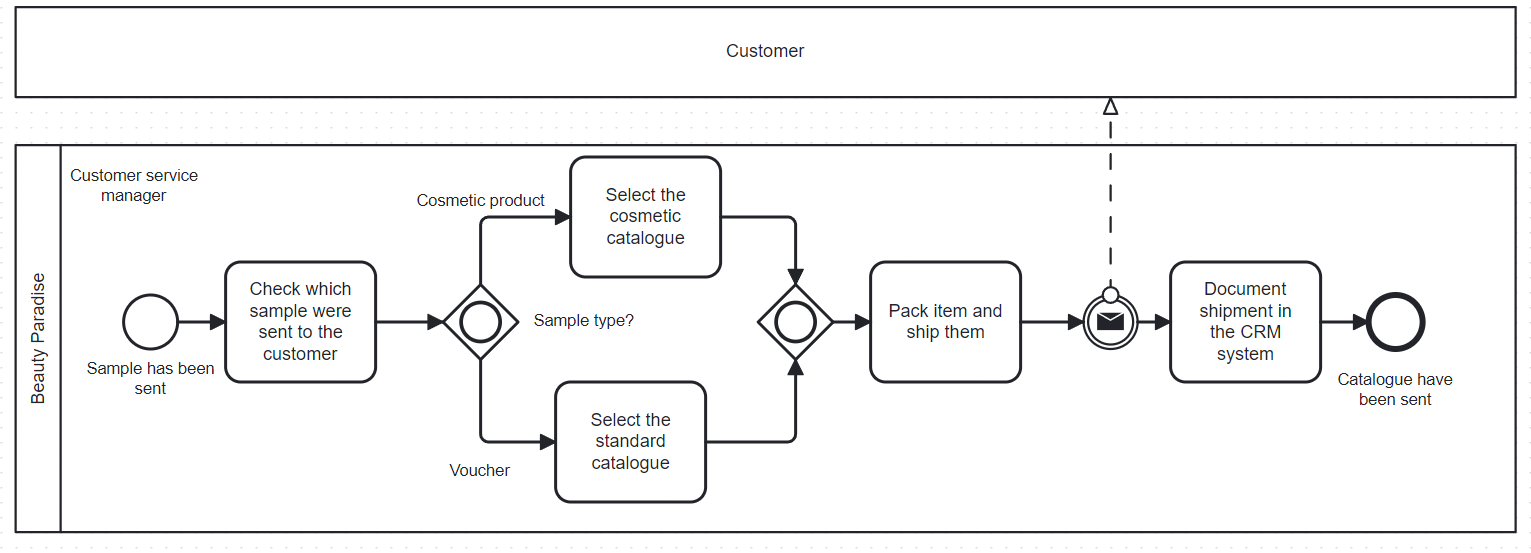 Customer
Beauty Paradise
Customer service
manager
Sample has been
sent
Check which
sample were
sent to the
customer
Cosmetic product
Sample type?
Voucher
Select the
cosmetic
catalogue
Select the
standard
catalogue
Pack item and
ship them
Document
shipment in
the CRM
system
Catalogue have
been sent